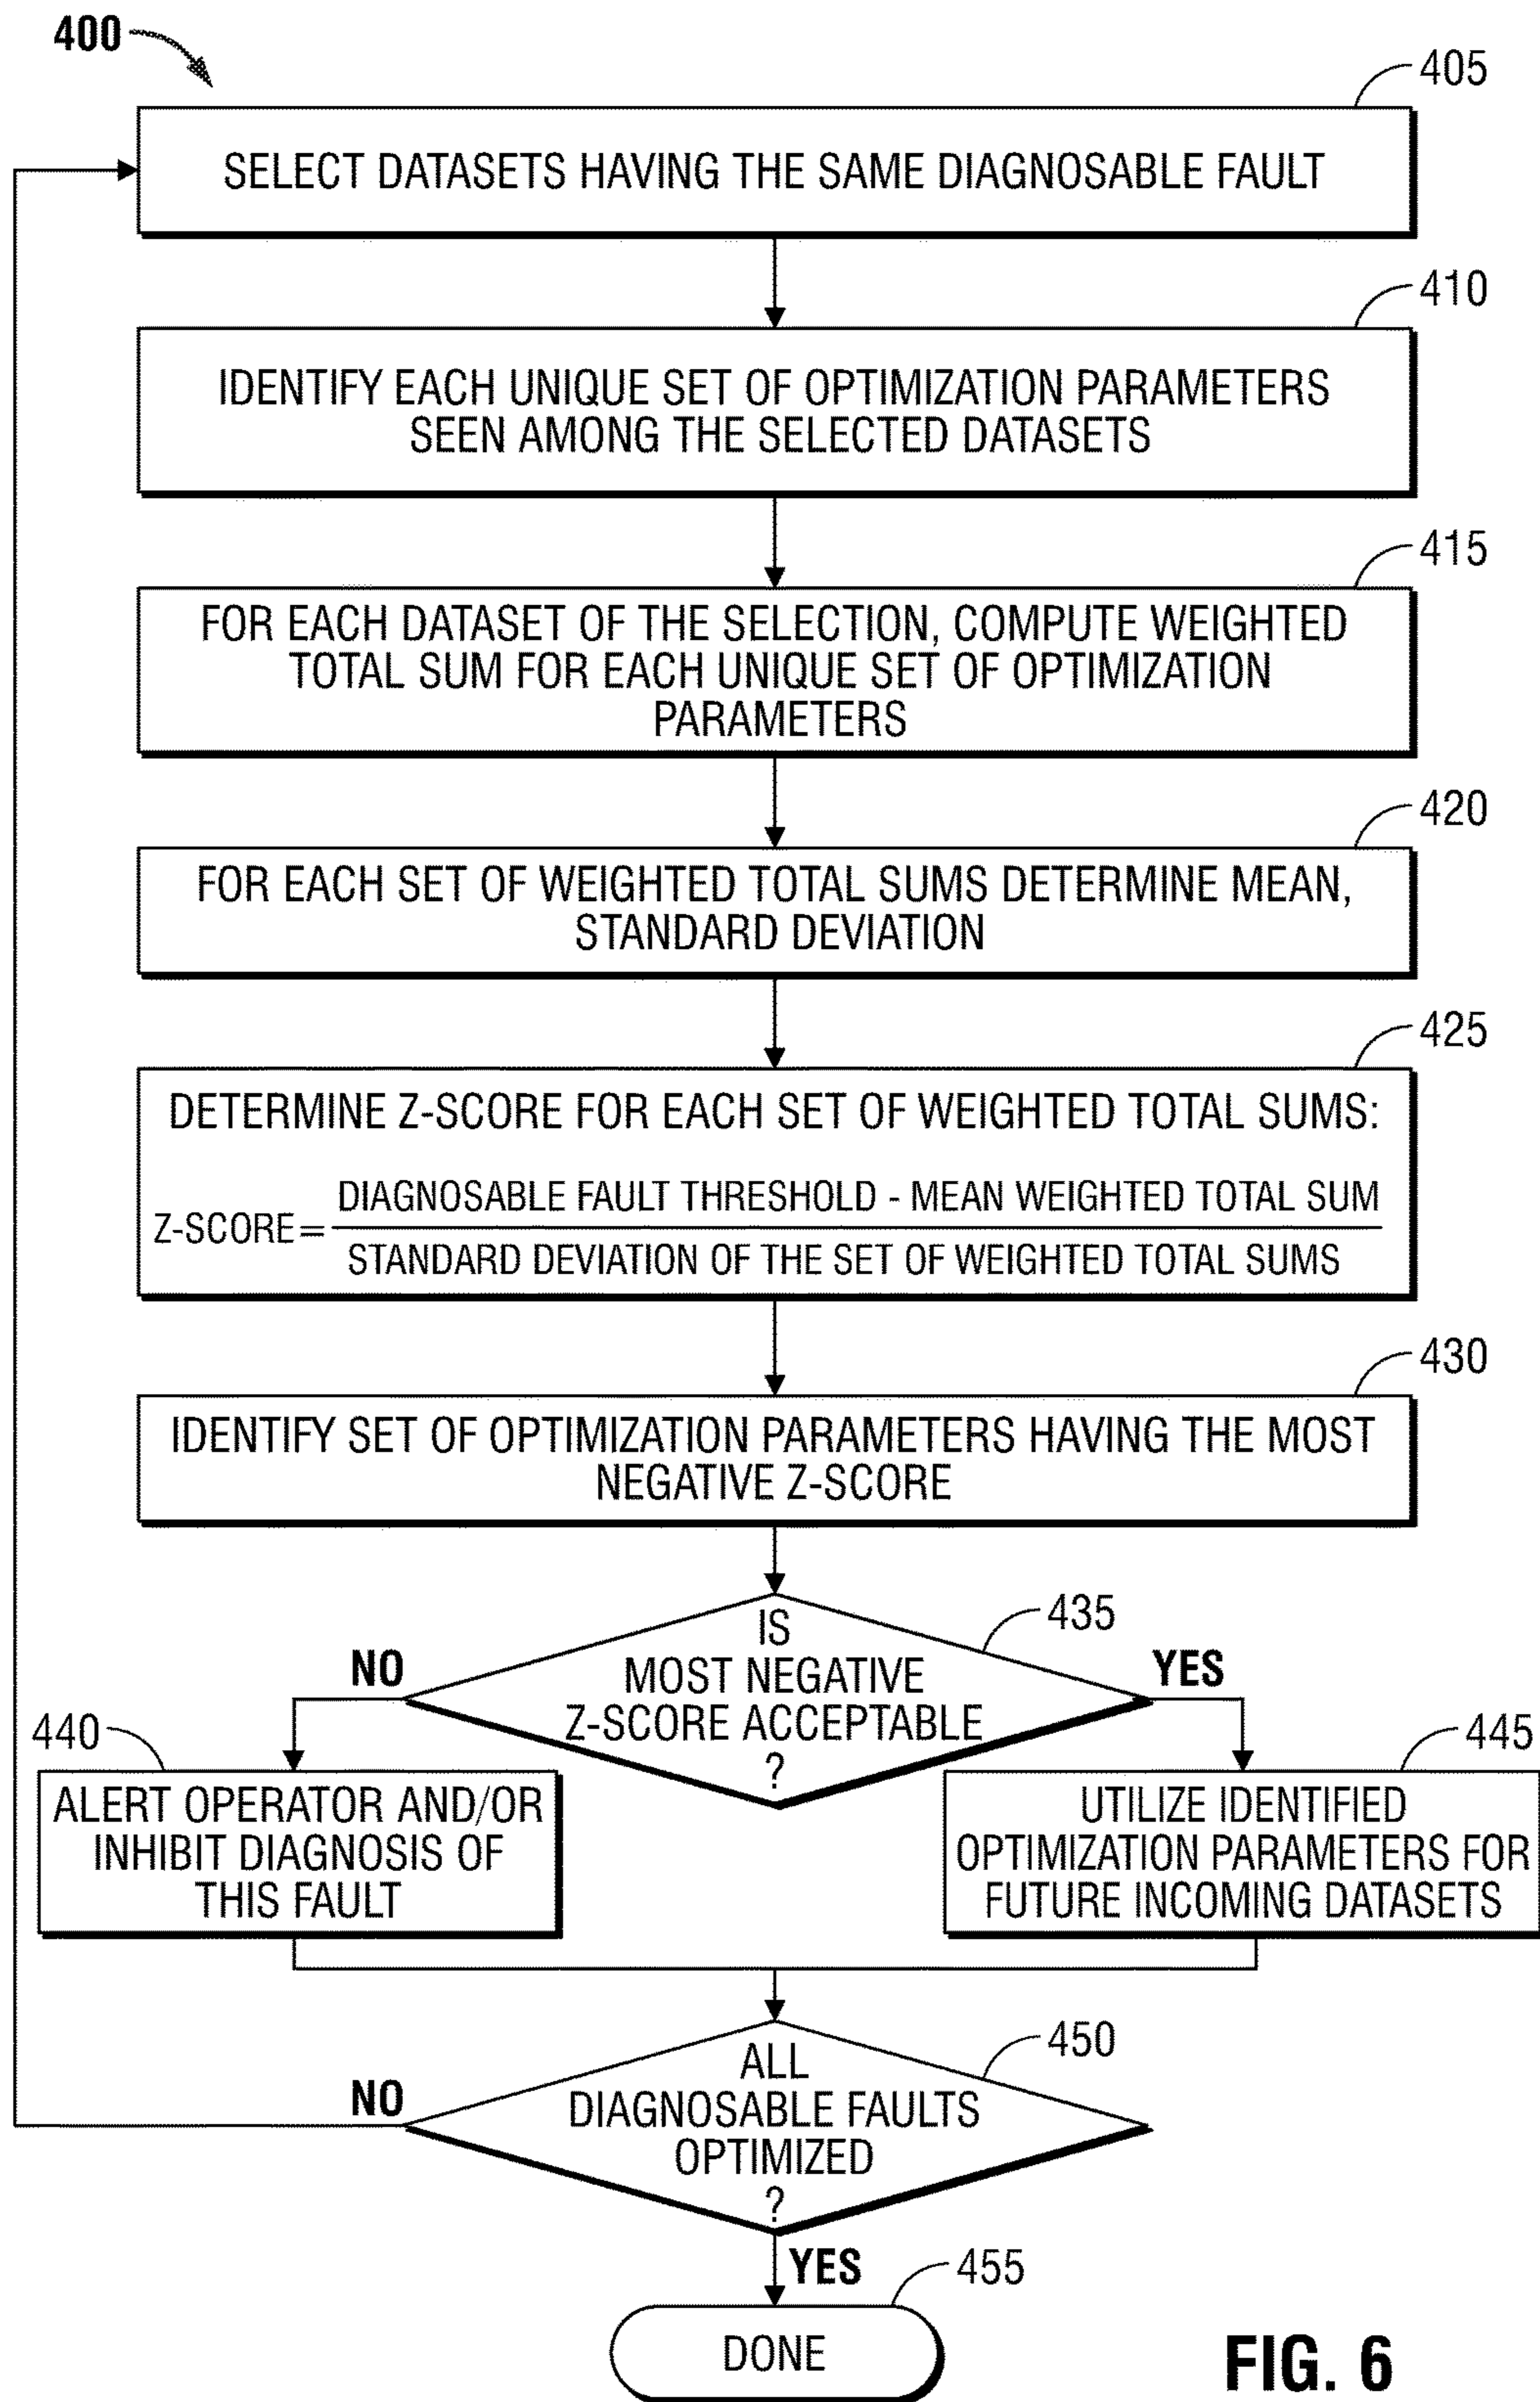 400
405
SELECT DATASETS HAVING THE SAME DIAGNOSABLE FAULT
410
IDENTIFY EACH UNIQUE SET OF OPTIMIZATION PARAMETERS
SEEN AMONG THE SELECTED DATASETS
415
FOR EACH DATASET OF THE SELECTION, COMPUTE WEIGHTED
TOTAL SUM FOR EACH UNIQUE SET OF OPTIMIZATION
PARAMETERS
420
FOR EACH SET OF WEIGHTED TOTAL SUMS DETERMINE MEAN,
STANDARD DEVIATION
425
DETERMINE Z-SCORE FOR EACH SET OF WEIGHTED TOTAL SUMS:
DIAGNOSABLE FAULT THRESHOLD - MEAN WEIGHTED TOTAL SUM
Z-SCORE=
STANDARD DEVIATION OF THE SET OF WEIGHTED TOTAL SUMS
430
IDENTIFY SET OF OPTIMIZATION PARAMETERS HAVING THE MOST
NEGATIVE Z-SCORE
435
IS
MOST NEGATIVE
Z-SCORE ACCEPTABLE
?
NO
YES
440
ALERT OPERATOR AND/OR
INHIBIT DIAGNOSIS OF
THIS FAULT
445
UTILIZE IDENTIFIED
OPTIMIZATION PARAMETERS FOR
FUTURE INCOMING DATASETS
450
ALL
DIAGNOSABLE FAULTS
OPTIMIZED
?
NO
YES
455
DONE
FIG. 6